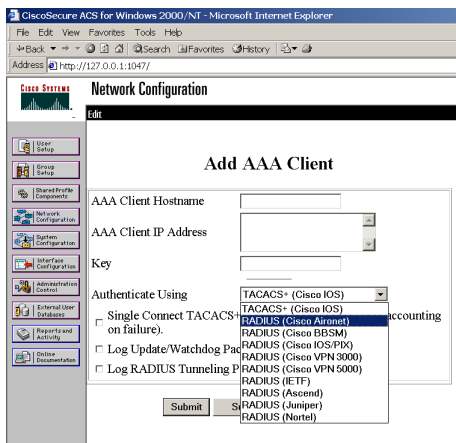 CiscoSecure ACS for Windows 2000/NT - Microsoft Internet Explorer
File Edit View Favorites Tools Help
Back Search Favorites History
Address http://127.0.0.1:1047/
CISCO SYSTEMS
Network Configuration
Edit
User Setup
Group Setup
Shared Profile Components
Network Configuration
System Configuration
Interface Configuration
Administration Control
External User Databases
Reports and Activity
Online Documentation
Add AAA Client
AAA Client Hostname
AAA Client IP Address
Key
Authenticate Using TACACS+ (Cisco IOS)
TACACS+ (Cisco IOS)
RADIUS (Cisco Aironet)
RADIUS (Cisco BBSM)
RADIUS (Cisco IOS/PIX)
RADIUS (Cisco VPN 3000)
RADIUS (Cisco VPN 5000)
RADIUS (IETF)
RADIUS (Ascend)
RADIUS (Juniper)
RADIUS (Nortel)
Single Connect TACACS+ accounting
on failure).
Log Update/Watchdog Pac
Log RADIUS Tunneling P
Submit S